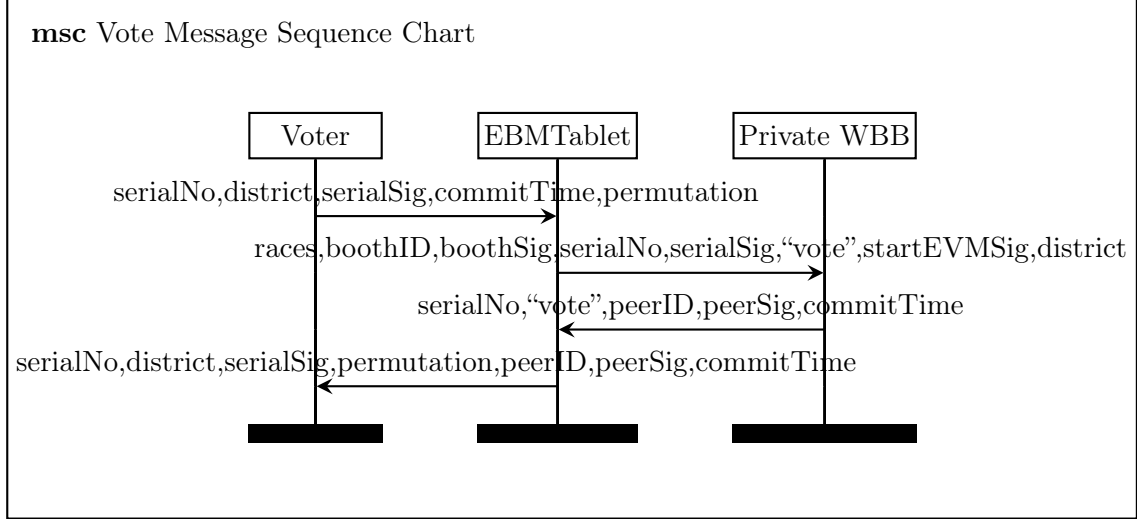 msc Vote Message Sequence Chart
Voter EBMTablet Private WBB
serialNo,district,serialSig,commitTime,permutation
races,boothID,boothSig,serialNo,serialSig,“vote”,startEVMSig,district
serialNo,“vote”,peerID,peerSig,commitTime
serialNo,district,serialSig,permutation,peerID,peerSig,commitTime